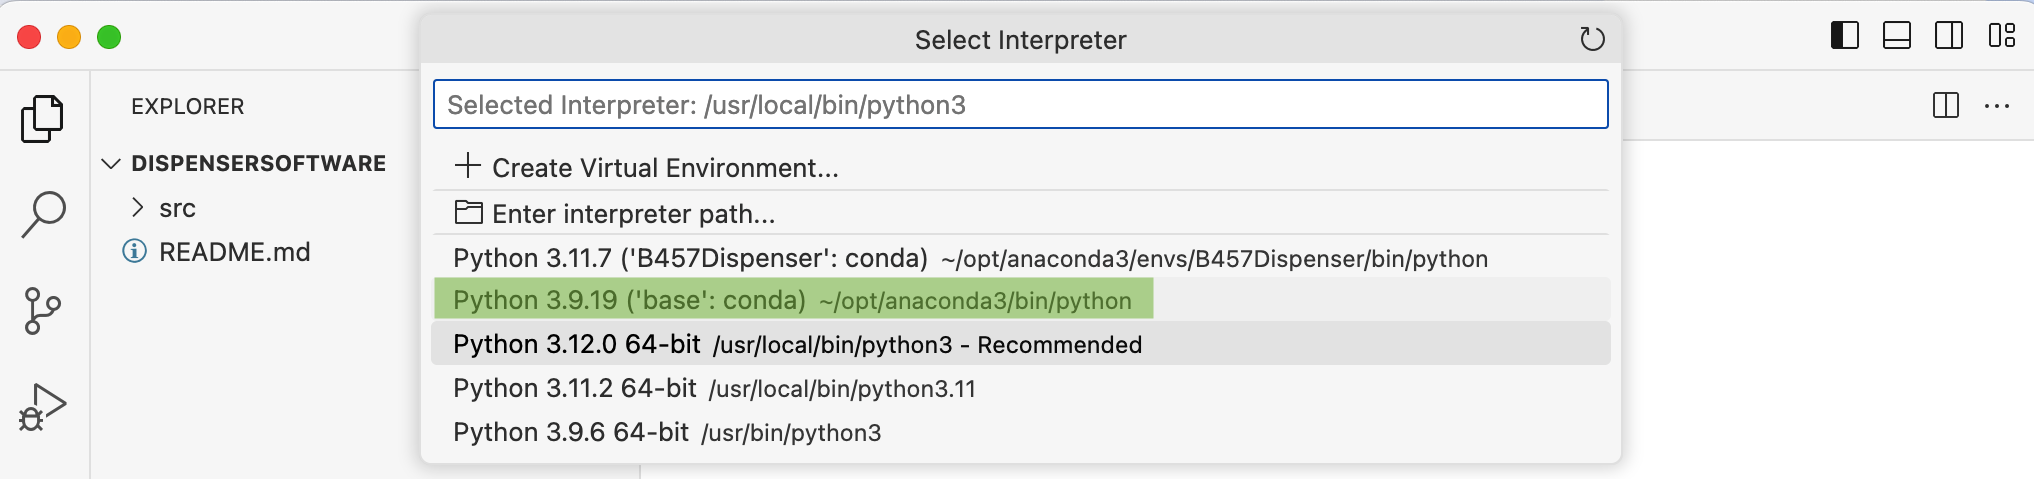 Select Interpreter
EXPLORER
DISPENSERSOFTWARE
src
README.md
Selected Interpreter: /usr/local/bin/python3
Create Virtual Environment...
Enter interpreter path...
Python 3.11.7 ('B457Dispenser': conda) ~/opt/anaconda3/envs/B457Dispenser/bin/python
Python 3.9.19 ('base': conda) ~/opt/anaconda3/bin/python
Python 3.12.0 64-bit /usr/local/bin/python3 - Recommended
Python 3.11.2 64-bit /usr/local/bin/python3.11
Python 3.9.6 64-bit /usr/bin/python3